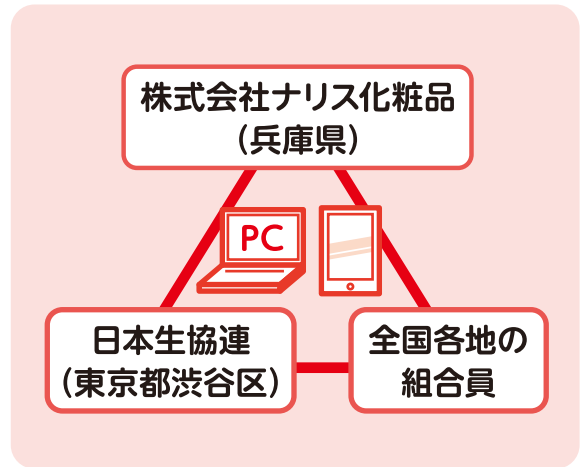 株式会社ナリス化粧品
（兵庫県）
PC
日本生協連
（東京都渋谷区）
全国各地の
組合員